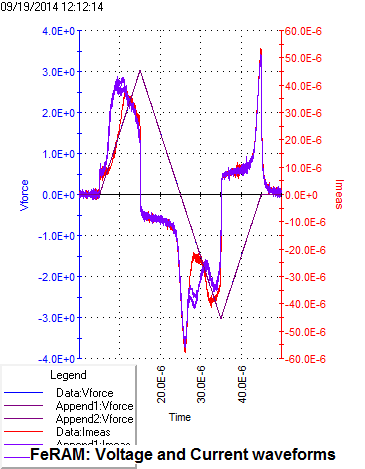 09/19/2014 12:12:14
4.0E+0
3.0E+0
2.0E+0
1.0E+0
0.0E+0
-1.0E+0
-2.0E+0
-3.0E+0
-4.0E+0
Vforce
60.0E-6
50.0E-6
40.0E-6
30.0E-6
20.0E-6
10.0E-6
0.0E+0
-10.0E-6
-20.0E-6
-30.0E-6
-40.0E-6
-50.0E-6
-60.0E-6
Imeas
20.0E-6
30.0E-6
40.0E-6
Time
Legend
Data:Vforce
Append1:Vforce
Append2:Vforce
Data:Imeas
Append1:Imeas
FeRAM: Voltage and Current waveforms